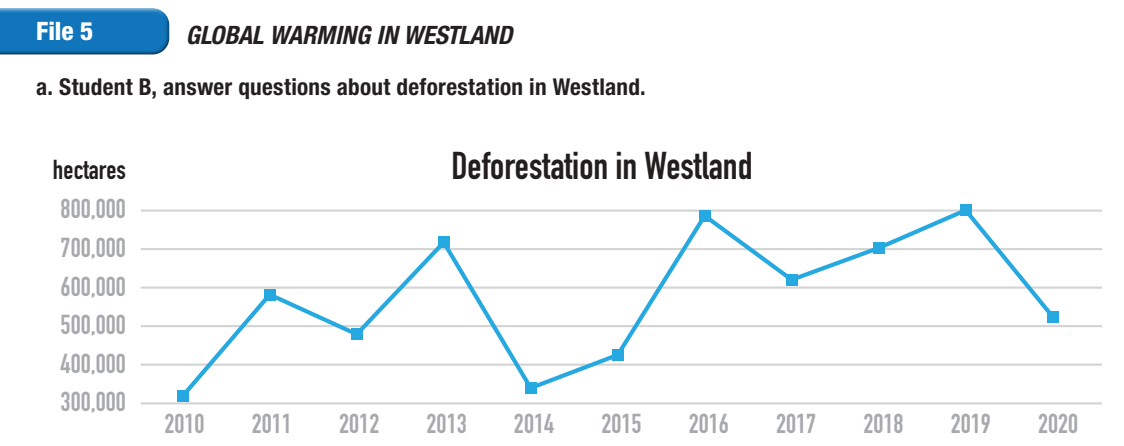 File 5
GLOBAL WARMING IN WESTLAND
a. Student B, answer questions about deforestation in Westland.
hectares
Deforestation in Westland
800,000
700,000
600,000
500,000
400,000
300,000
2010 2011 2012 2013 2014 2015 2016 2017 2018 2019 2020